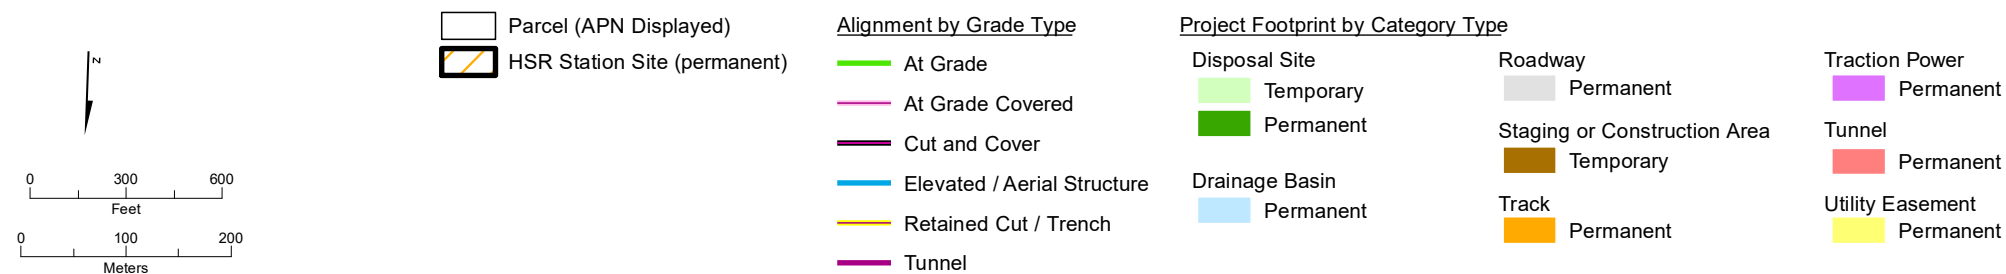 Z
0 300 600
Feet
0 100 200
Meters
Parcel (APN Displayed)
HSR Station Site (permanent)
Alignment by Grade Type
At Grade
At Grade Covered
Cut and Cover
Elevated / Aerial Structure
Retained Cut / Trench
Tunnel
Project Footprint by Category Type
Disposal Site
Temporary
Permanent
Drainage Basin
Permanent
Roadway
Permanent
Staging or Construction Area
Temporary
Track
Permanent
Traction Power
Permanent
Tunnel
Permanent
Utility Easement
Permanent